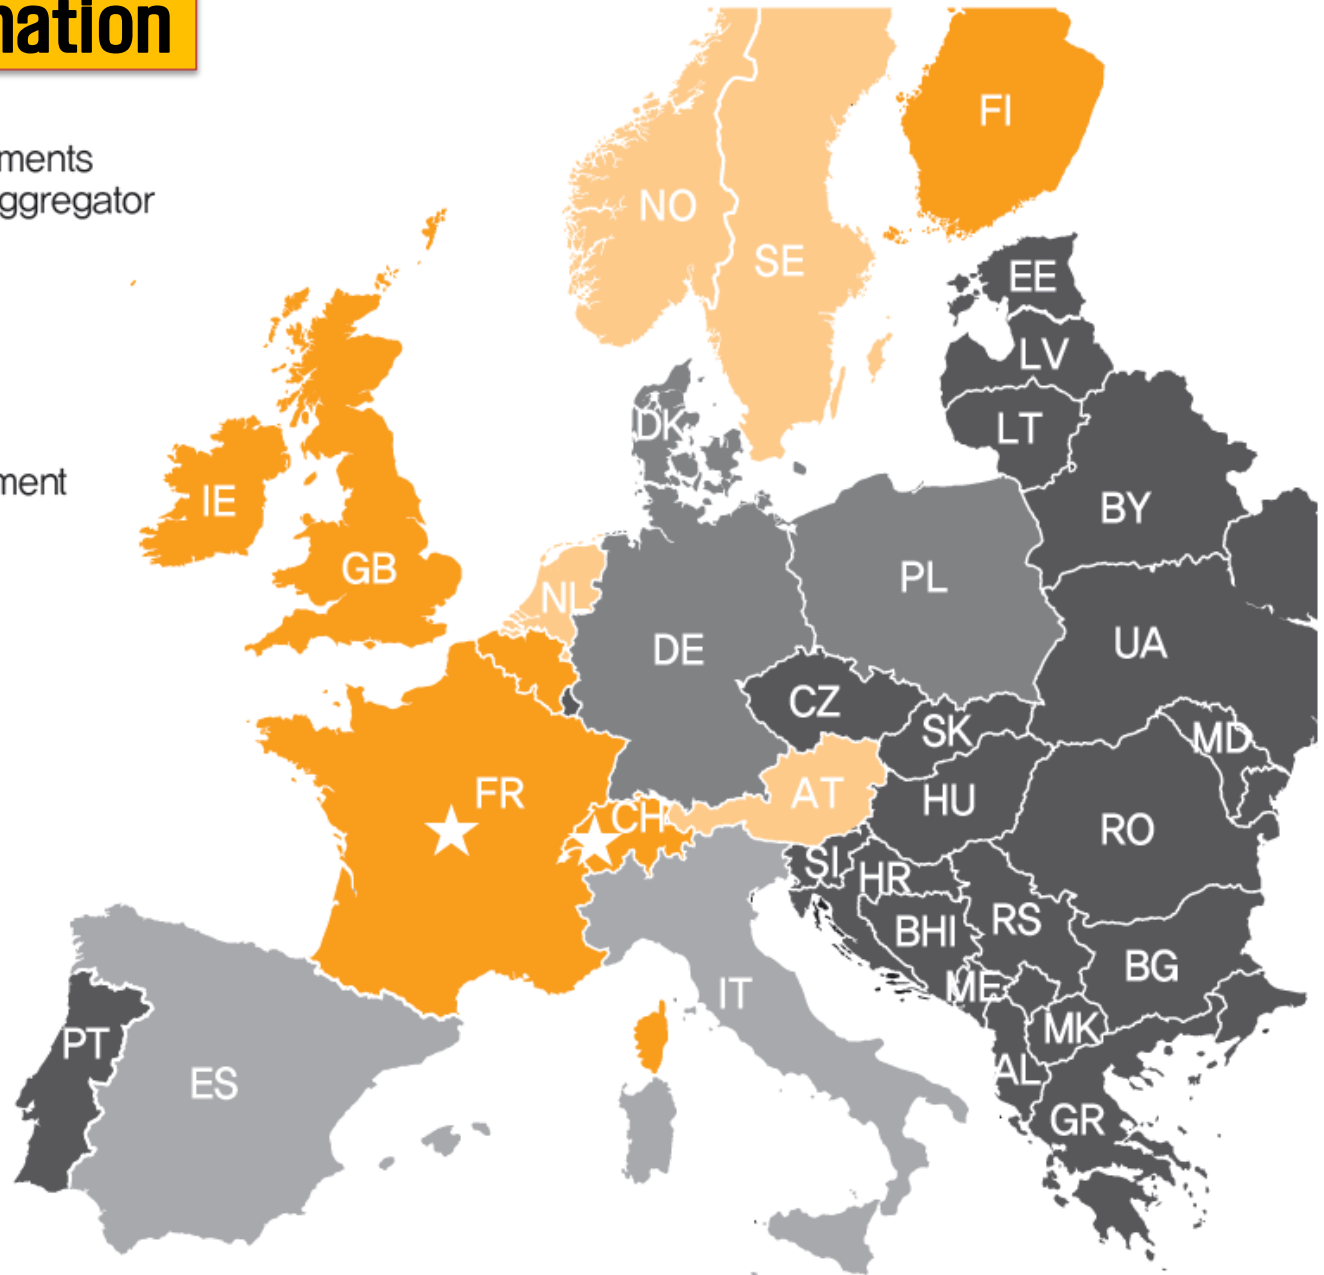 nation
ments
ggregator
ment
FI
NO
SE
EE
LV
LT
DK
IE
GB
BY
NL
PL
DE
UA
CZ
SK
MD
FR
CH
AT
HU
RO
SI
HR
BHI
RS
BG
IT
ME
MK
PT
ES
AL
GR